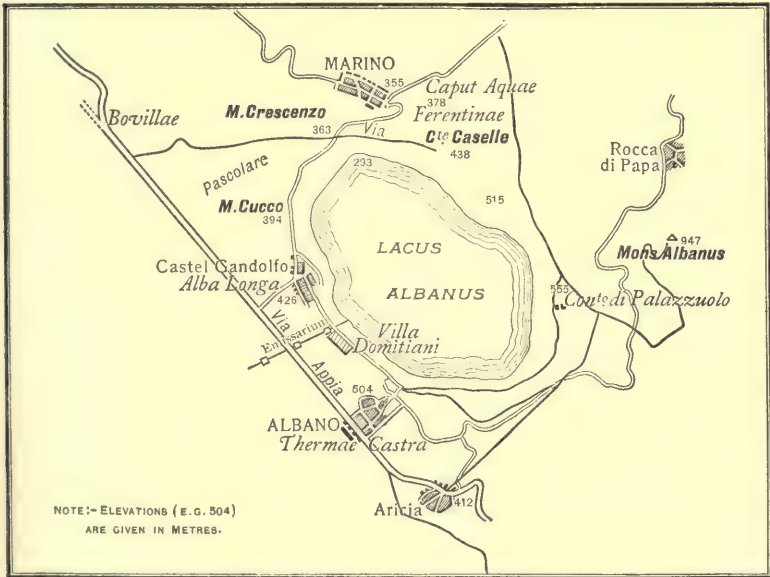 MARINO
355
Caput Aquae
378
Ferentinae
Bovillae
M.Crescenzo
363
Via
Cte. Caselle
438
Rocca
di Papa
Pascolare
293
M.Cucco
394
515
LACUS
ALBANUS
947
Mons Albanus
Castel Gandolfo
Alba Longa
426
555
Conto di Palazzuolo
Via
Appia
Emissarium
Villa
Domitiani
504
ALBANO
Thermae Castra
Aricia
412
NOTE:- ELEVATIONS (E.G. 504)
ARE GIVEN IN METRES.